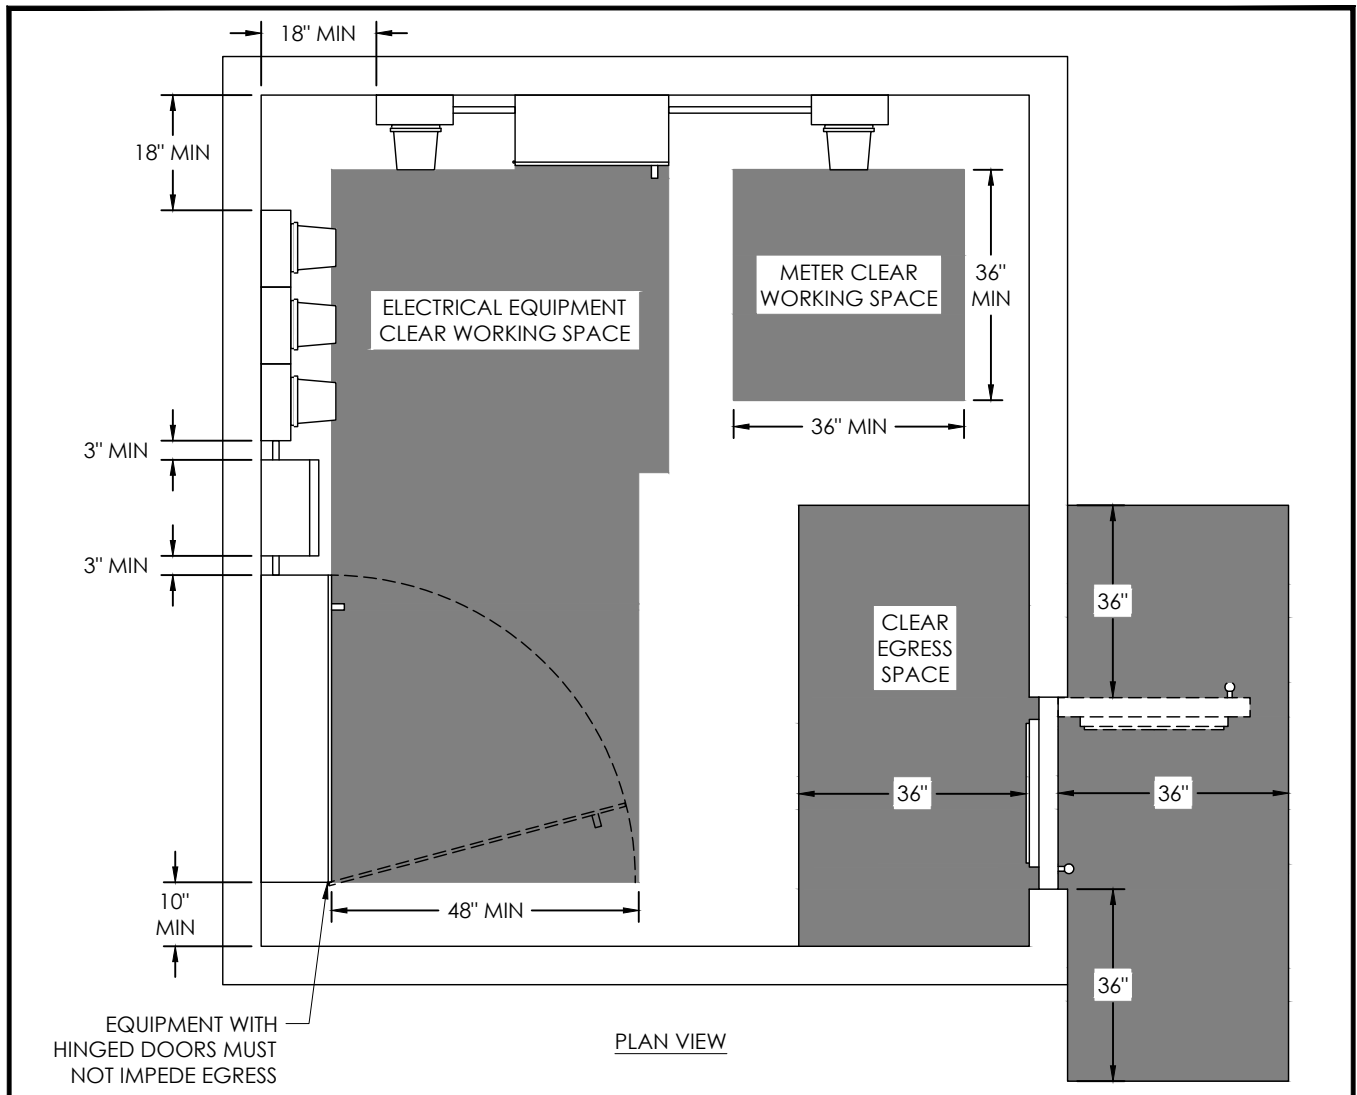 18" MIN
18" MIN
ELECTRICAL EQUIPMENT
CLEAR WORKING SPACE
METER CLEAR
WORKING SPACE
36"
MIN
36" MIN
3" MIN
3" MIN
36"
CLEAR
EGRESS
SPACE
36"
36"
10"
MIN
48" MIN
36"
EQUIPMENT WITH
HINGED DOORS MUST
NOT IMPEDE EGRESS
PLAN VIEW